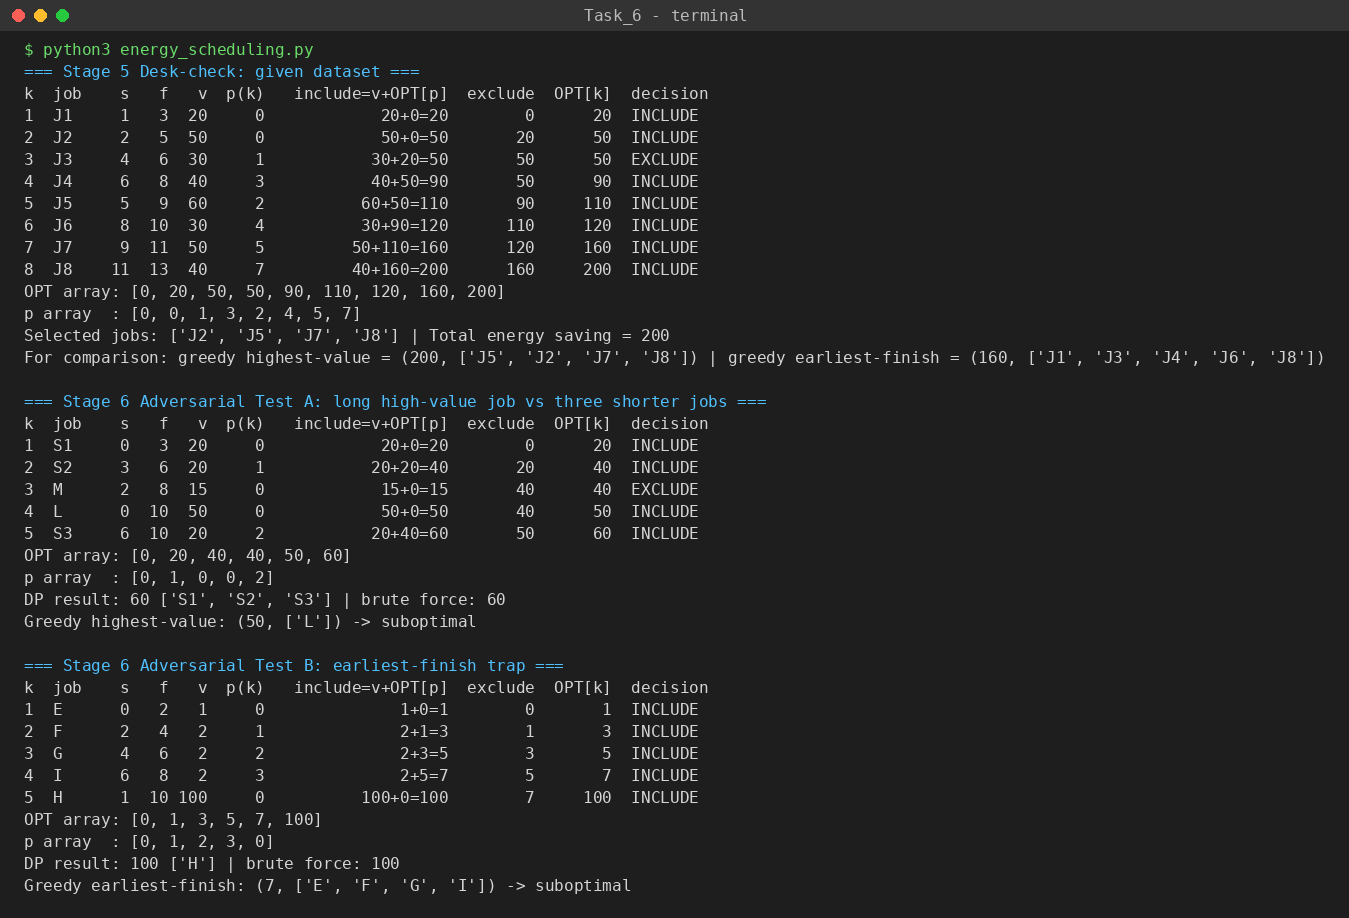 Task_6 - terminal
$ python3 energy_scheduling.py
=== Stage 5 Desk-check: given dataset ===
k  job    s   f   v  p(k)   include=v+OPT[p]  exclude  OPT[k]  decision
1  J1     1   3  20     0            20+0=20        0      20  INCLUDE
2  J2     2   5  50     0            50+0=50       20      50  INCLUDE
3  J3     4   6  30     1           30+20=50       50      50  EXCLUDE
4  J4     6   8  40     3           40+50=90       50      90  INCLUDE
5  J5     5   9  60     2          60+50=110       90     110  INCLUDE
6  J6     8  10  30     4          30+90=120      110     120  INCLUDE
7  J7     9  11  50     5         50+110=160      120     160  INCLUDE
8  J8    11  13  40     7         40+160=200      160     200  INCLUDE
OPT array: [0, 20, 50, 50, 90, 110, 120, 160, 200]
p array  : [0, 0, 1, 3, 2, 4, 5, 7]
Selected jobs: ['J2', 'J5', 'J7', 'J8'] | Total energy saving = 200
For comparison: greedy highest-value = (200, ['J5', 'J2', 'J7', 'J8']) | greedy earliest-finish = (160, ['J1', 'J3', 'J4', 'J6', 'J8'])
=== Stage 6 Adversarial Test A: long high-value job vs three shorter jobs ===
k  job    s   f   v  p(k)   include=v+OPT[p]  exclude  OPT[k]  decision
1  S1     0   3  20     0            20+0=20        0      20  INCLUDE
2  S2     3   6  20     1           20+20=40       20      40  INCLUDE
3  M      2   8  15     0            15+0=15       40      40  EXCLUDE
4  L      0  10  50     0            50+0=50       40      50  INCLUDE
5  S3     6  10  20     2           20+40=60       50      60  INCLUDE
OPT array: [0, 20, 40, 40, 50, 60]
p array  : [0, 1, 0, 0, 2]
DP result: 60 ['S1', 'S2', 'S3'] | brute force: 60
Greedy highest-value: (50, ['L']) -> suboptimal
=== Stage 6 Adversarial Test B: earliest-finish trap ===
k  job    s   f   v  p(k)   include=v+OPT[p]  exclude  OPT[k]  decision
1  E      0   2   1     0              1+0=1        0       1  INCLUDE
2  F      2   4   2     1              2+1=3        1       3  INCLUDE
3  G      4   6   2     2              2+3=5        3       5  INCLUDE
4  I      6   8   2     3              2+5=7        5       7  INCLUDE
5  H      1  10 100     0          100+0=100        7     100  INCLUDE
OPT array: [0, 1, 3, 5, 7, 100]
p array  : [0, 1, 2, 3, 0]
DP result: 100 ['H'] | brute force: 100
Greedy earliest-finish: (7, ['E', 'F', 'G', 'I']) -> suboptimal